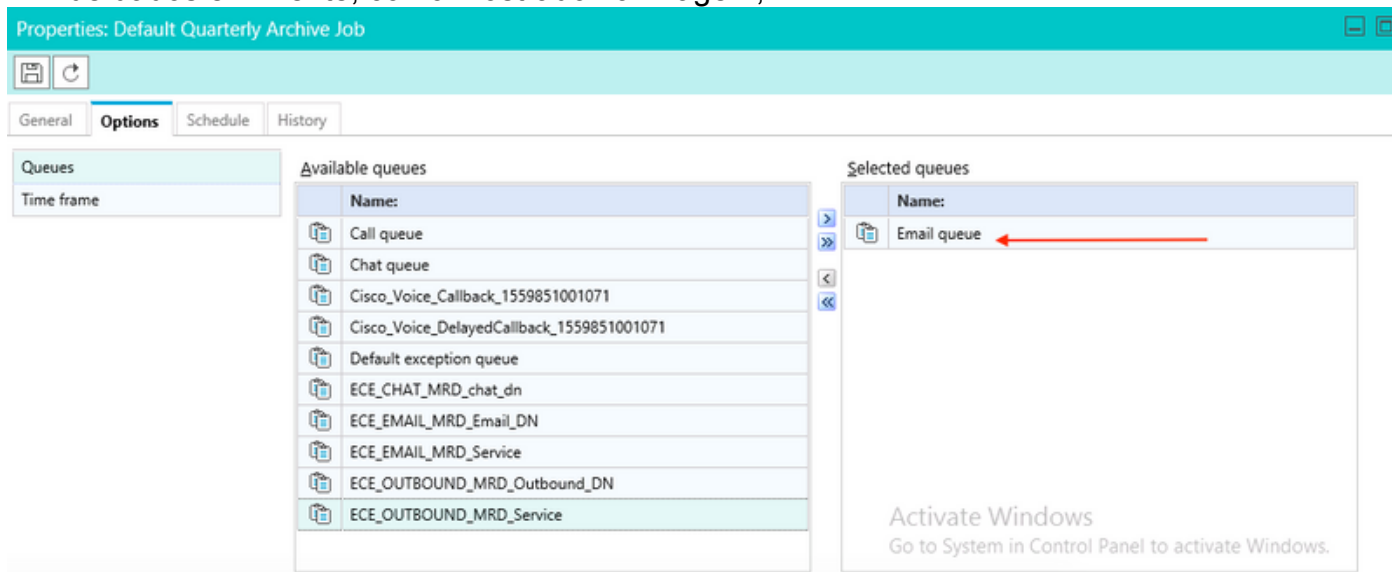 Properties: Default Quarterly Archive Job
General Options Schedule History
Queues
Time frame
Available queues
Name:
Call queue
Chat queue
Cisco_Voice_Callback_1559851001071
Cisco_Voice_DelayedCallback_1559851001071
Default exception queue
ECE_CHAT_MRD_chat_dn
ECE_EMAIL_MRD_Email_DN
ECE_EMAIL_MRD_Service
ECE_OUTBOUND_MRD_Outbound_DN
ECE_OUTBOUND_MRD_Service
Selected queues
Name:
Email queue
Activate Windows
Go to System in Control Panel to activate Windows.